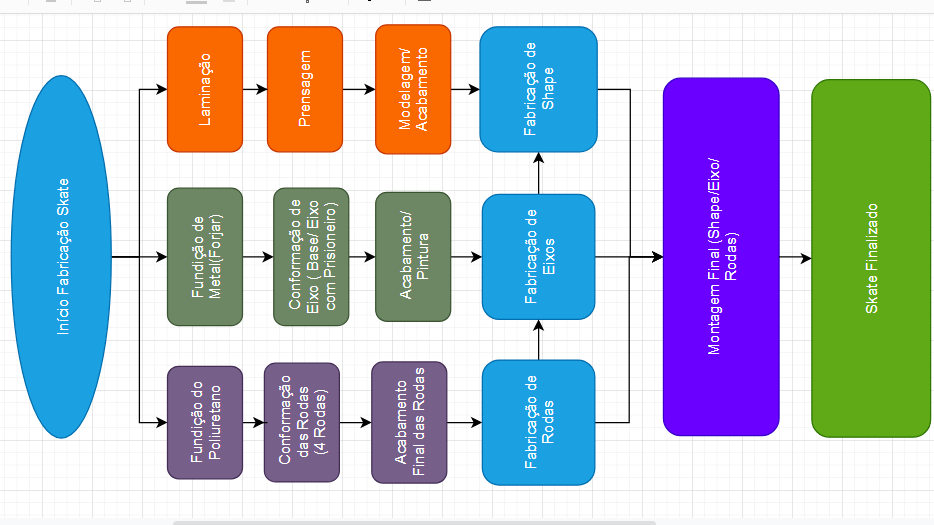 Início Fabricação Skate
Laminação
Prensagem
Modelagem/
Acabamento
Fabricação de
Shape
Fundição de
Metal(Forjar)
Conformação de
Eixo ( Base/ Eixo
com Prisioneiro)
Acabamento/
Pintura
Fabricação de
Eixos
Fundição do
Poliuretano
Conformação
das Rodas
(4 Rodas)
Acabamento
Final das Rodas
Fabricação de
Rodas
Montagem Final (Shape/Eixo/
Rodas)
Skate Finalizado